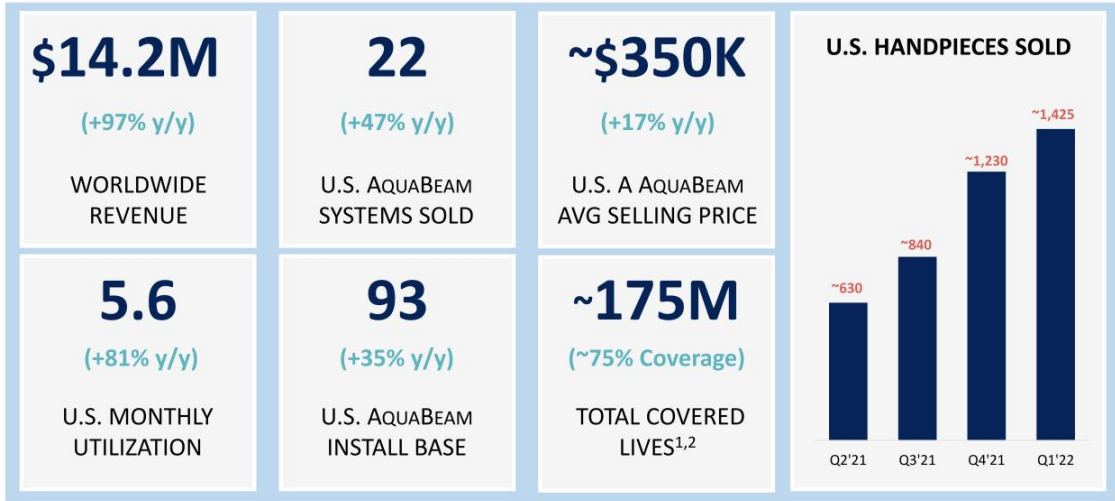 $14.2M
(+97% y/y)
WORLDWIDE
REVENUE
22
(+47% y/y)
U.S. AQUABEAM
SYSTEMS SOLD
~$350K
(+17% y/y)
U.S. A AQUABEAM
AVG SELLING PRICE
5.6
(+81% y/y)
U.S. MONTHLY
UTILIZATION
93
(+35% y/y)
U.S. AQUABEAM
INSTALL BASE
~175M
(~75% Coverage)
TOTAL COVERED
LIVES1,2
U.S. HANDPIECES SOLD
~630
~840
~1,230
~1,425
Q2'21
Q3'21
Q4'21
Q1'22